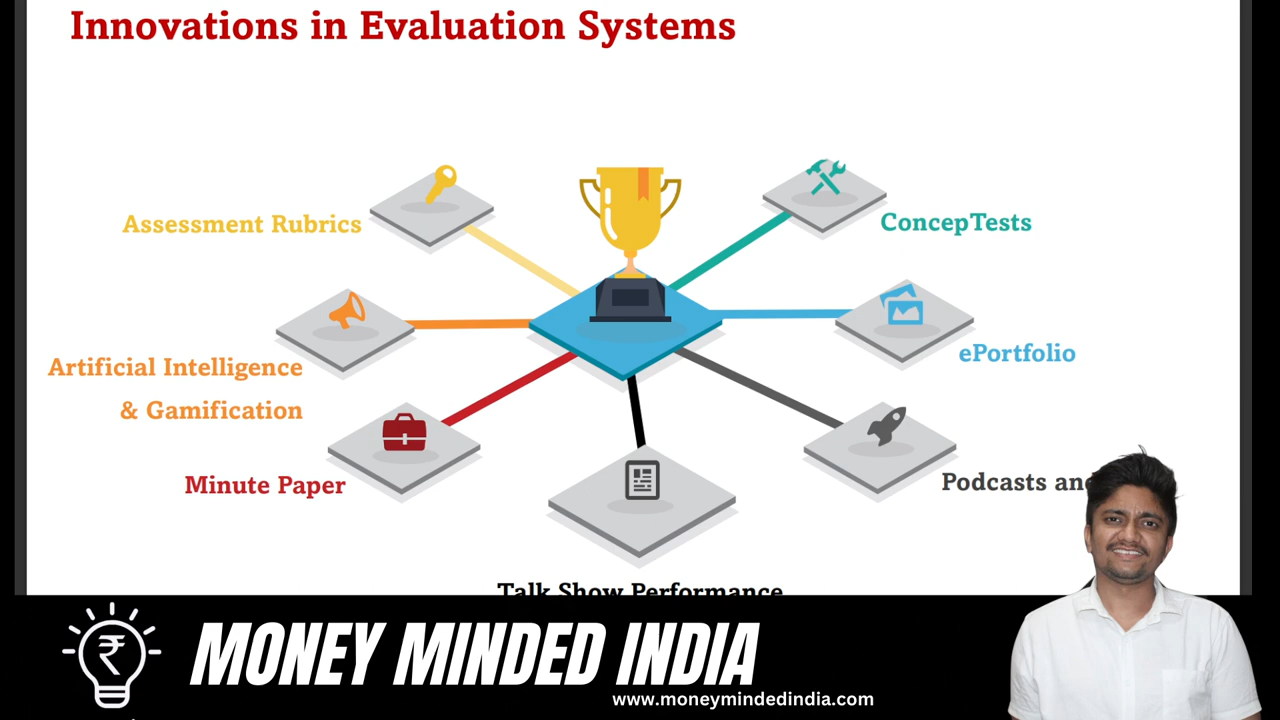 Innovations in Evaluation Systems
Assessment Rubrics
ConcepTests
Artificial Intelligence
& Gamification
ePortfolio
Minute Paper
Podcasts and
Talk Show Performance
₹
MONEY MINDED INDIA
www.moneymindedindia.com